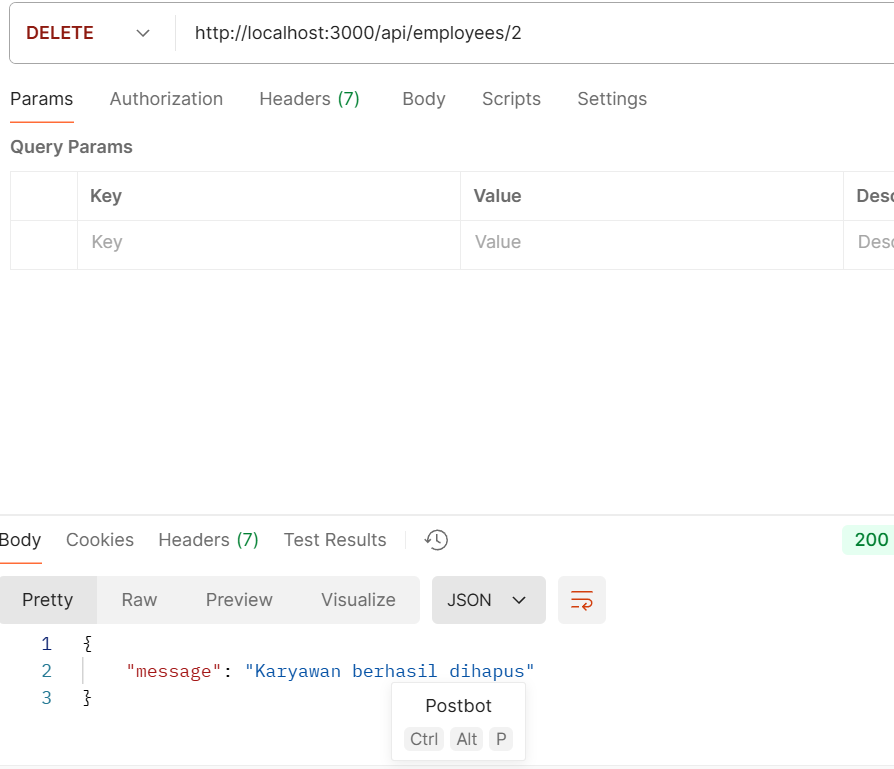 DELETE http://localhost:3000/api/employees/2
Params Authorization Headers (7) Body Scripts Settings
Query Params
Key Value Desc
Key Value Desc
Body Cookies Headers (7) Test Results 200
Pretty Raw Preview Visualize JSON
1 {
2 "message": "Karyawan berhasil dihapus"
3 }
Postbot
Ctrl Alt P